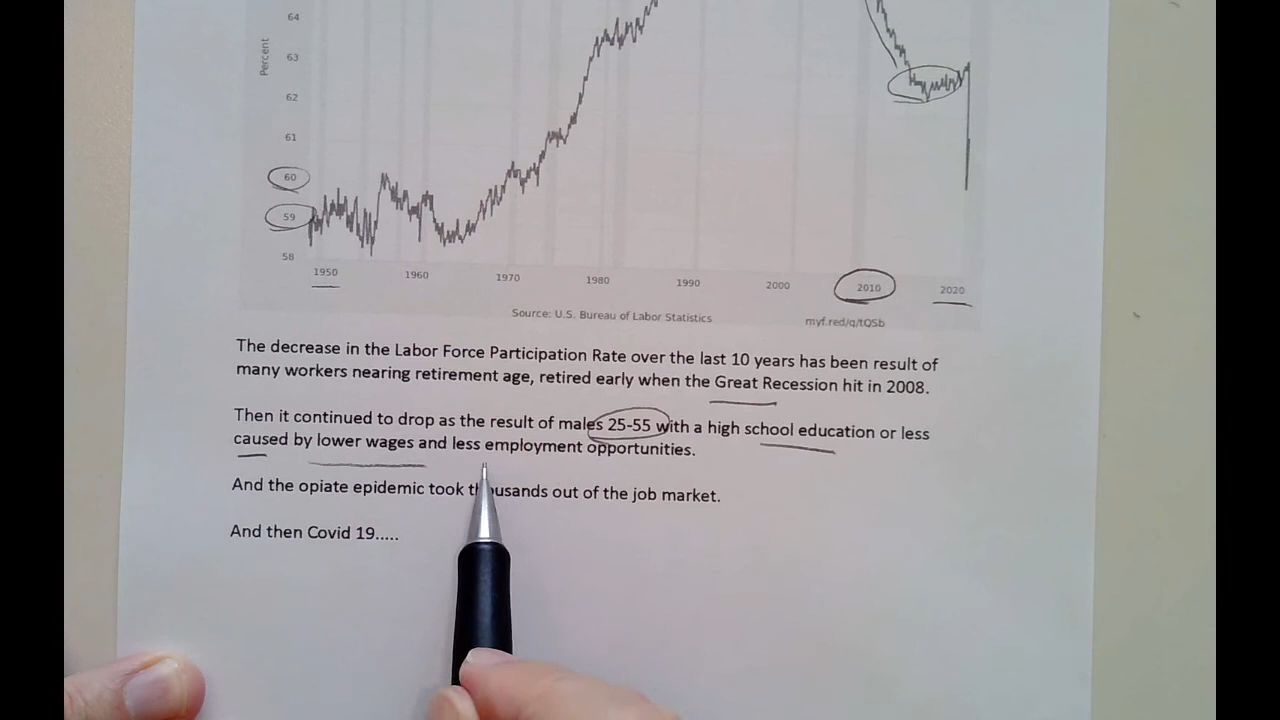 64
63
Percent
62
61
60
59
58
1950 1960 1970 1980 1990 2000 2010 2020
Source: U.S. Bureau of Labor Statistics myf.red/g/tQSb
The decrease in the Labor Force Participation Rate over the last 10 years has been result of
many workers nearing retirement age, retired early when the Great Recession hit in 2008.
Then it continued to drop as the result of males 25-55 with a high school education or less
caused by lower wages and less employment opportunities.
And the opiate epidemic took thousands out of the job market.
And then Covid 19.....